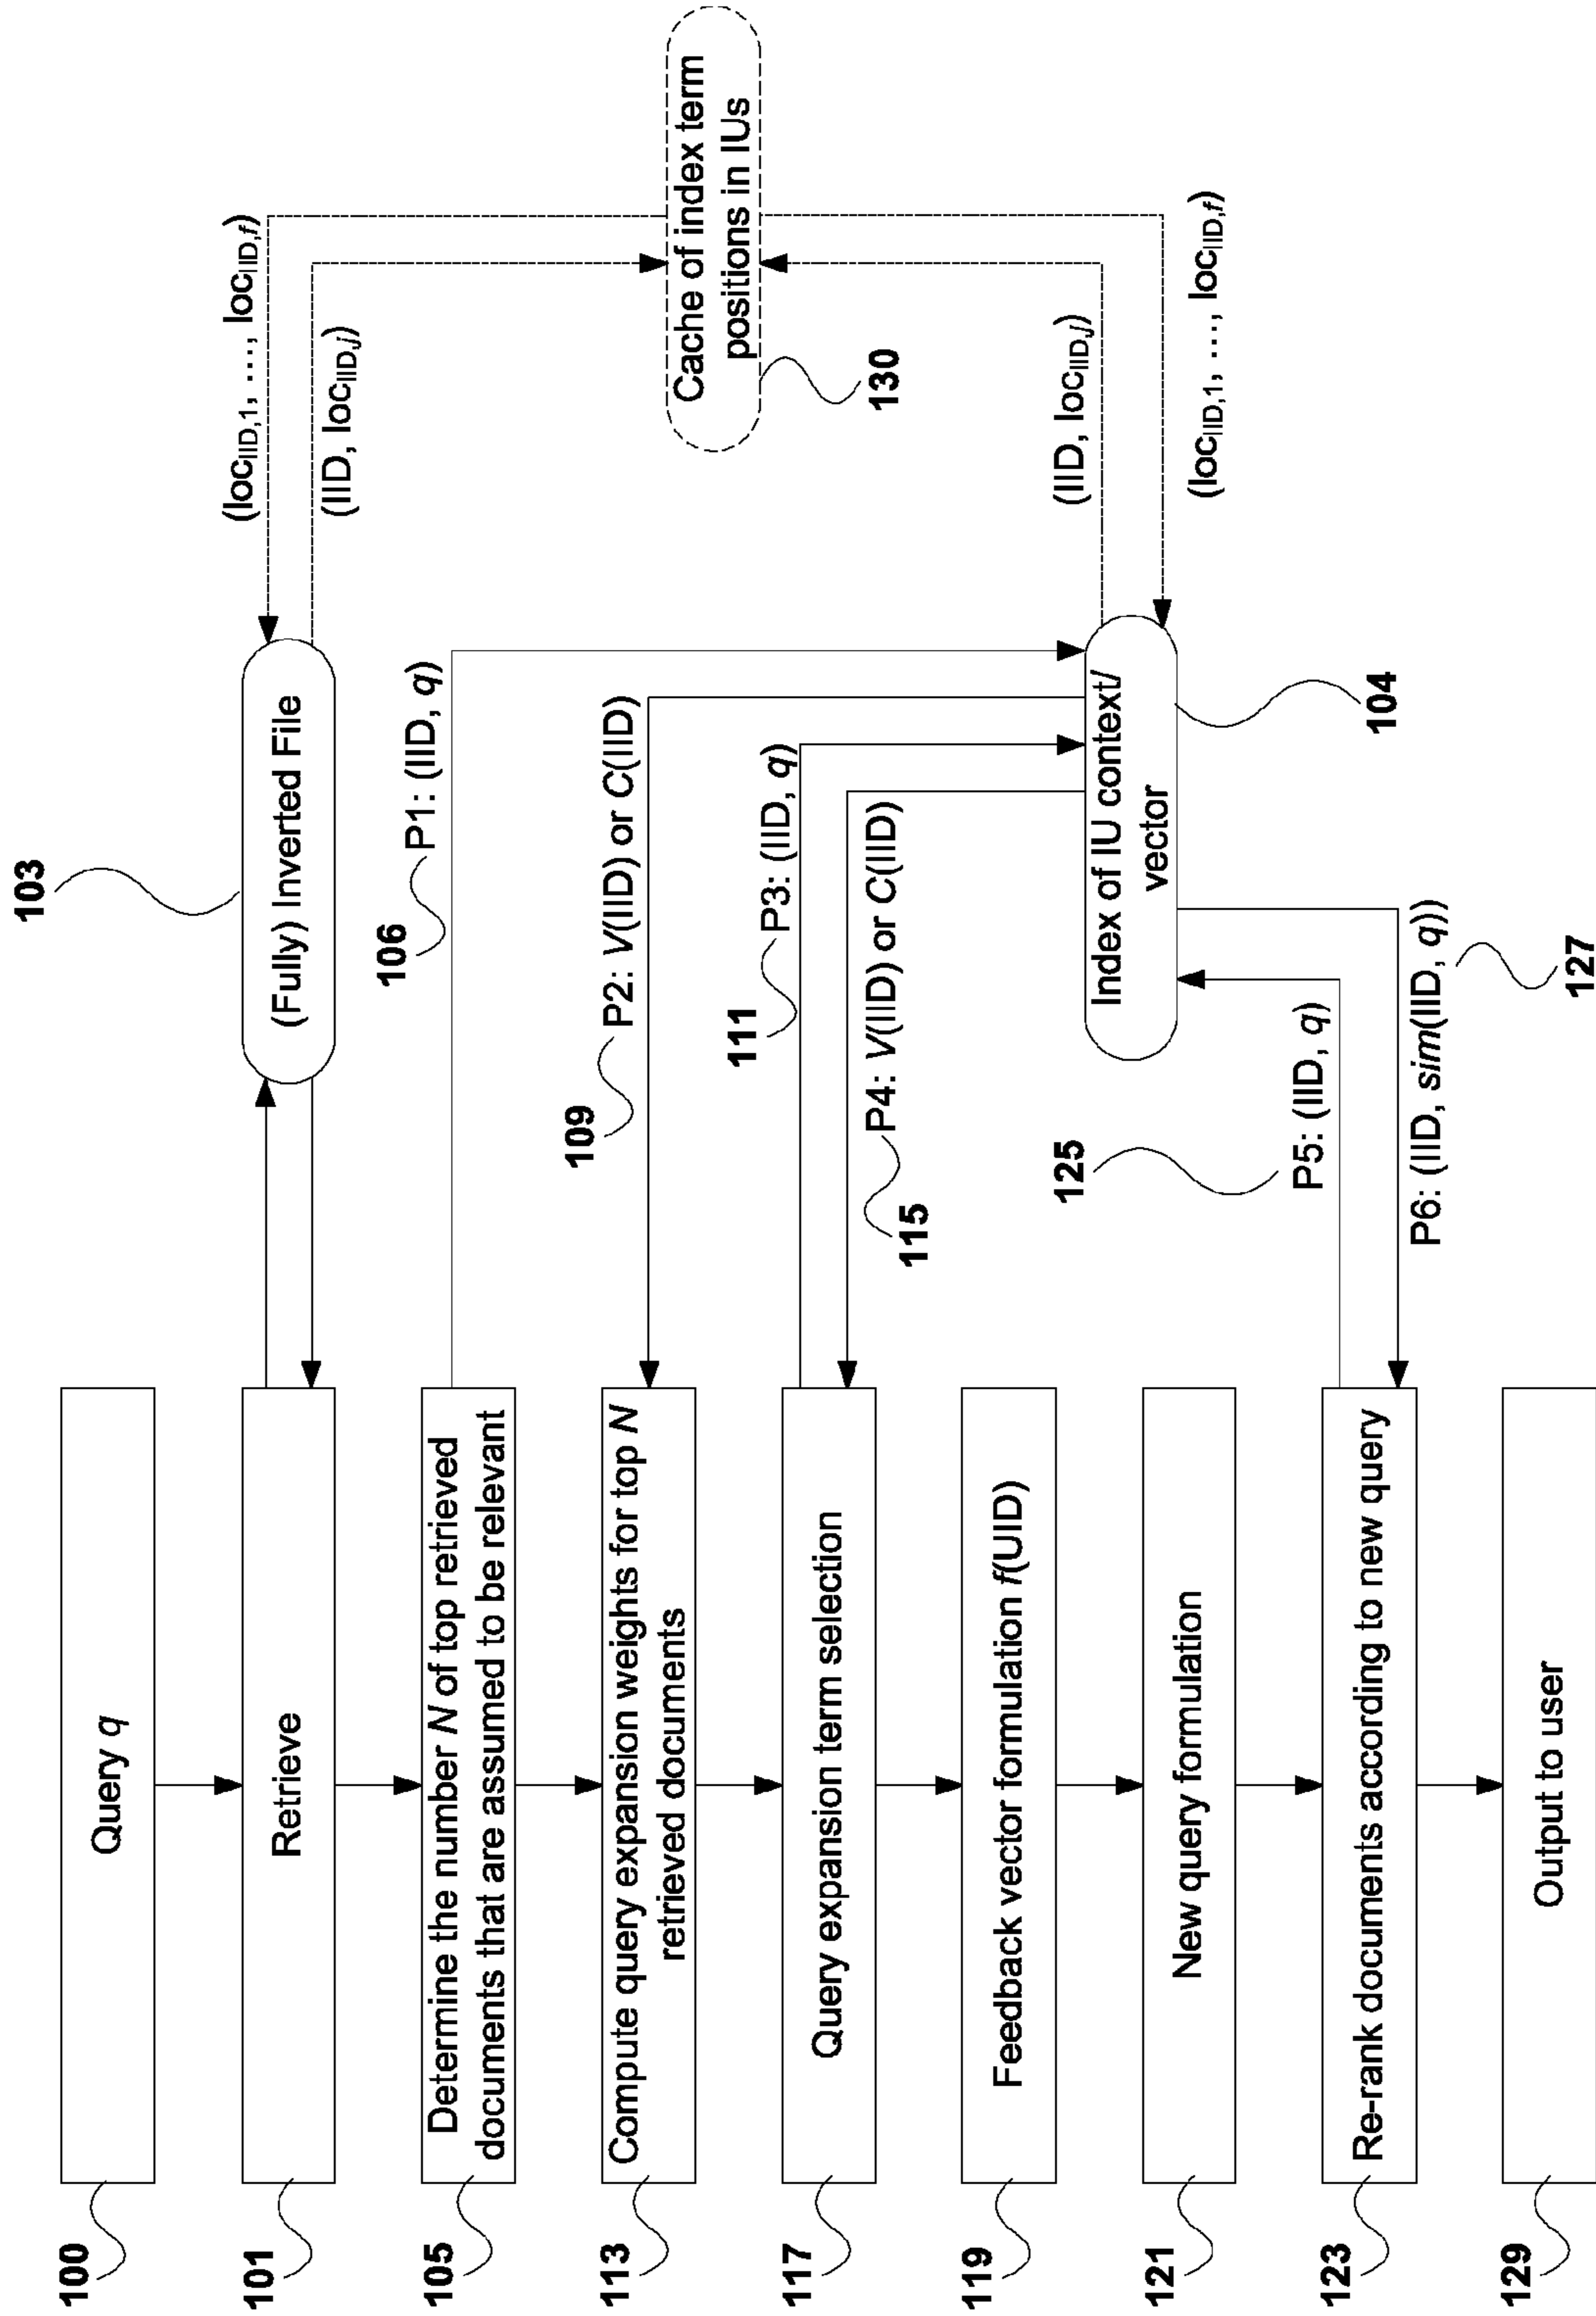 100
Query q
101
Retrieve
103
(Fully) Inverted File
(loc_IID,1, …, loc_IID,f)
(IID, loc_IID,j)
105
Determine the number N of top retrieved
documents that are assumed to be relevant
106
P1: (IID, q)
113
Compute query expansion weights for top N
retrieved documents
109
P2: V(IID) or C(IID)
Cache of index term
positions in IUs
130
117
Query expansion term selection
111
P3: (IID, q)
115
P4: V(IID) or C(IID)
119
Feedback vector formulation f(UID)
Index of IU context/
vector
104
(IID, loc_IID,j)
(loc_IID,1, …, loc_IID,f)
121
New query formulation
125
P5: (IID, q)
123
Re-rank documents according to new query
P6: (IID, sim(IID, q))
127
129
Output to user